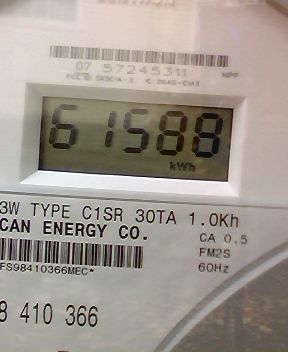 07 57245311 NPP
61588
kWh
3W TYPE C1SR 30TA 1.0Kh
CAN ENERGY CO.
CA 0.5
FM2S
60Hz
FS98410366MEC*
8 410 366